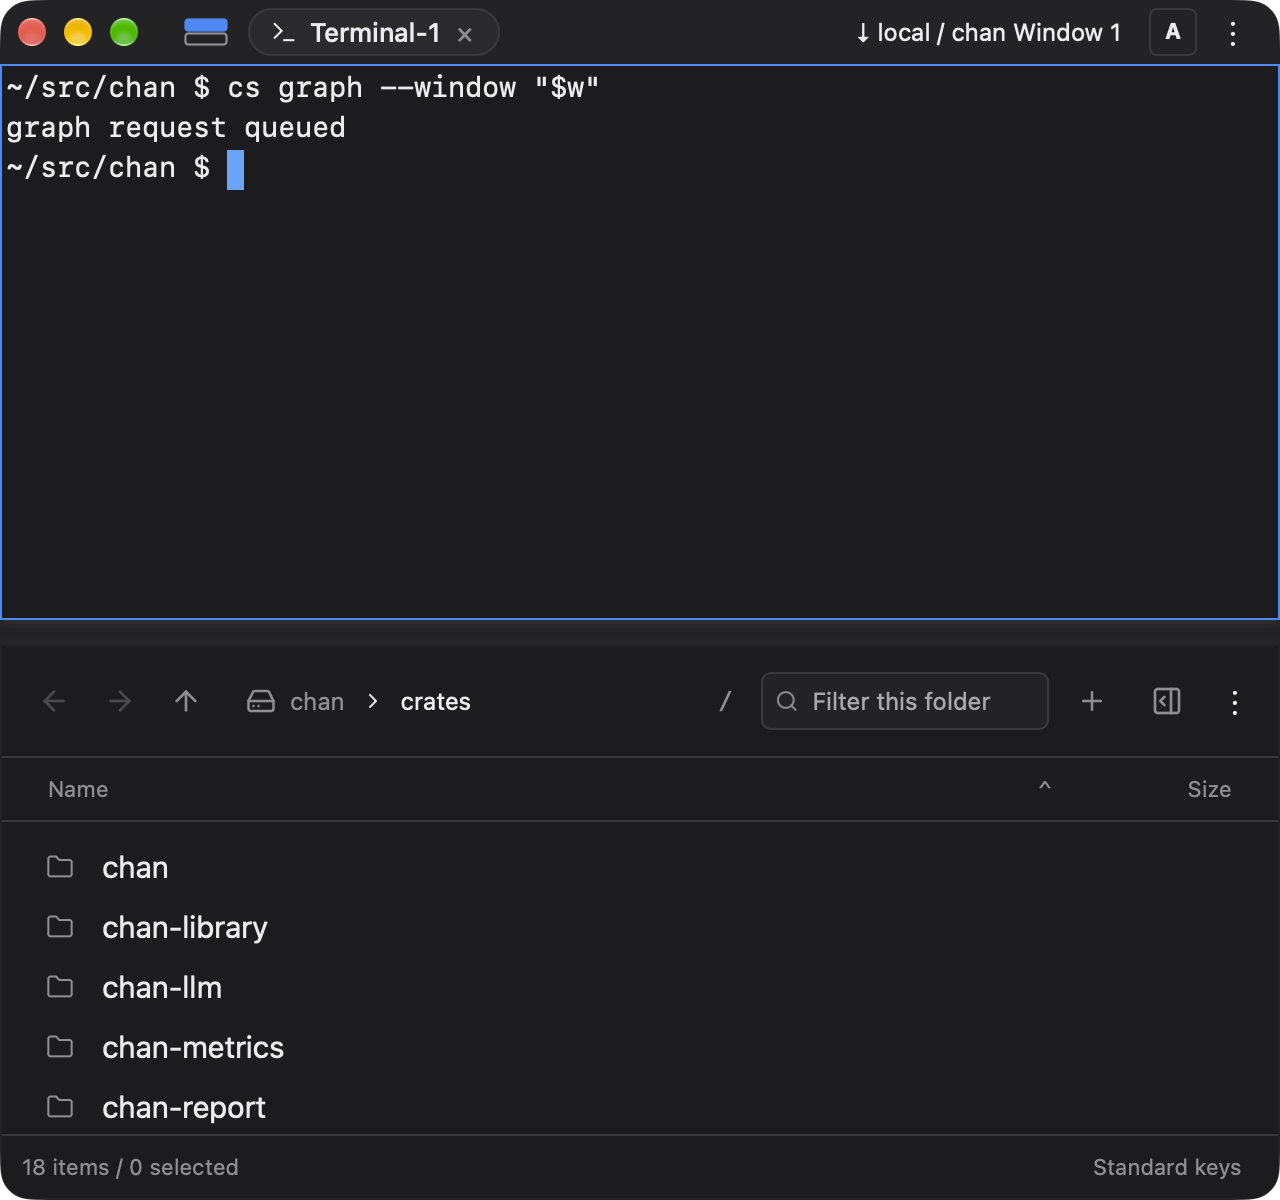 >_ Terminal-1 ×
↓ local / chan Window 1
A
~/src/chan $ cs graph --window "$w"
graph request queued
~/src/chan $
chan > crates
/
Filter this folder
Name ^ Size
chan
chan-library
chan-llm
chan-metrics
chan-report
18 items / 0 selected
Standard keys